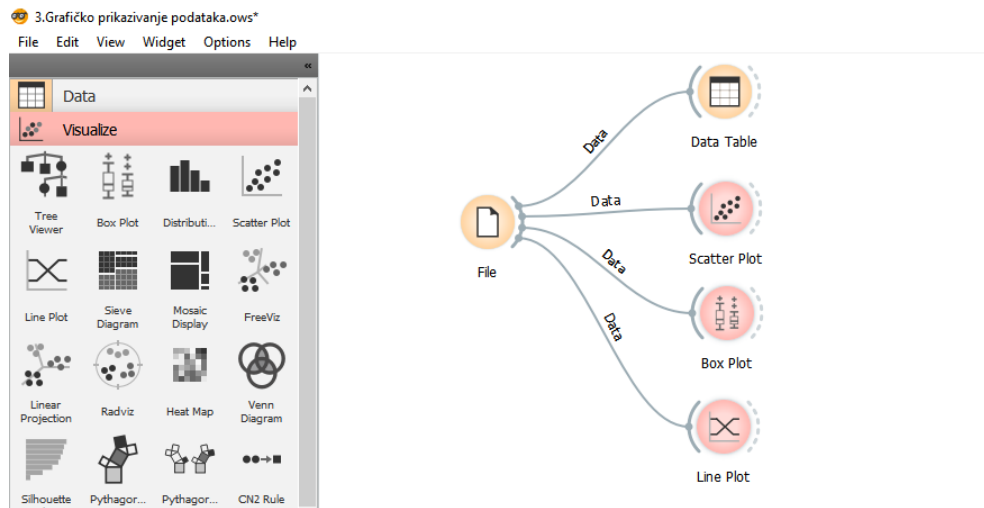 3.Grafičko prikazivanje podataka.ows*
File Edit View Widget Options Help
«
Data
Visualize
Tree Viewer
Box Plot
Distributi...
Scatter Plot
Line Plot
Sieve Diagram
Mosaic Display
FreeViz
Linear Projection
Radviz
Heat Map
Venn Diagram
Silhouette
Pythagor...
Pythagor...
CN2 Rule
File
Data
Data
Data
Data
Data Table
Scatter Plot
Box Plot
Line Plot